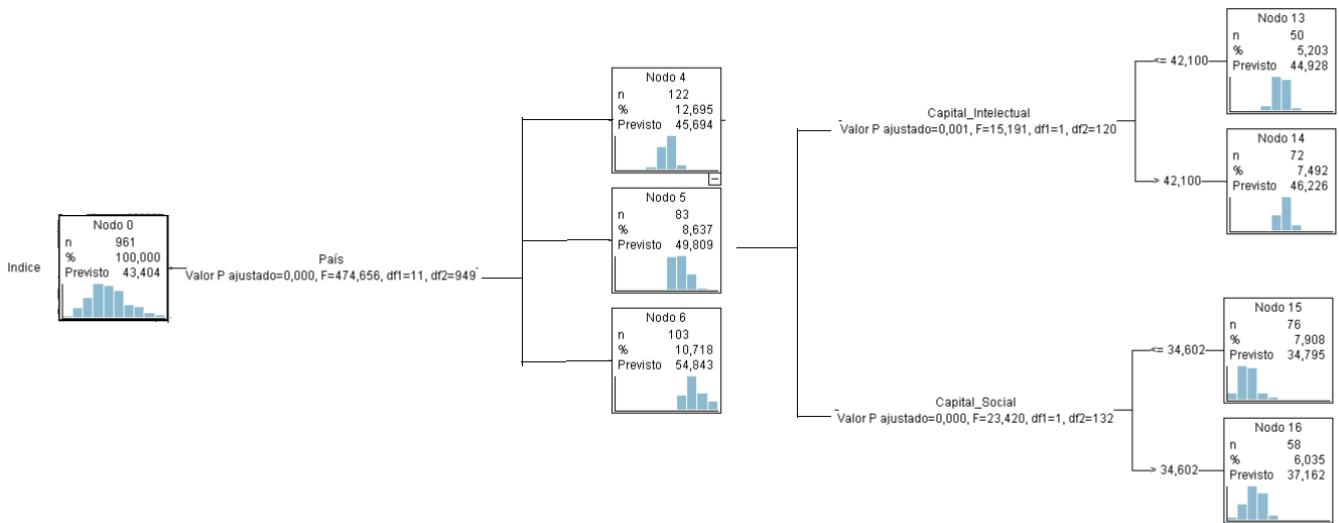 Indice
Nodo 0
n 961
% 100,000
Previsto 43,404
País
Valor P ajustado=0,000, F=474,656, df1=11, df2=949
Nodo 4
n 122
% 12,695
Previsto 45,694
Nodo 5
n 83
% 8,637
Previsto 49,809
Nodo 6
n 103
% 10,718
Previsto 54,843
Capital_Intelectual
Valor P ajustado=0,001, F=15,191, df1=1, df2=120
<= 42,100
> 42,100
Capital_Social
Valor P ajustado=0,000, F=23,420, df1=1, df2=132
<= 34,602
> 34,602
Nodo 13
n 50
% 5,203
Previsto 44,928
Nodo 14
n 72
% 7,492
Previsto 46,226
Nodo 15
n 76
% 7,908
Previsto 34,795
Nodo 16
n 58
% 6,035
Previsto 37,162